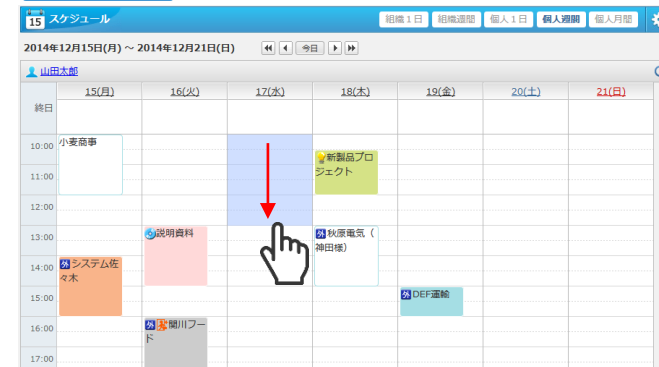 15 スケジュール 組織1日 組織週間 個人1日 個人週間 個人月間
2014年12月15日(月) ～ 2014年12月21日(日) 今日
山田太郎
15(月) 16(火) 17(水) 18(木) 19(金) 20(土) 21(日)
終日
10:00 小麦商事
新製品プロ
11:00 ジェクト
12:00
13:00 説明資料 外 秋原電気（
神田様）
14:00 外 システム佐
々木
15:00 外 DEF運輸
16:00 外 関川フー
ド
17:00